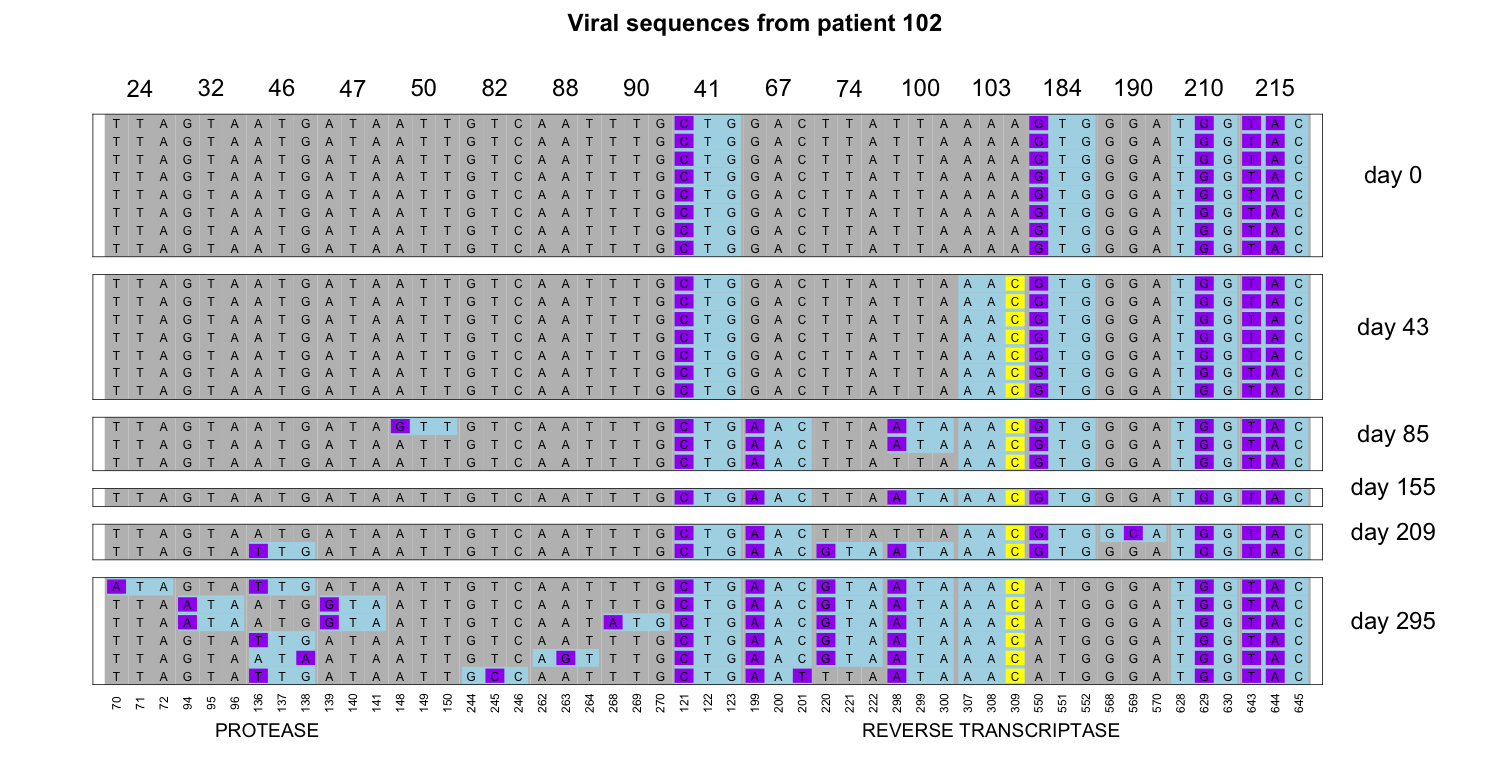 Viral sequences from patient 102
24 32 46 47 50 82 88 90 41 67 74 100 103 184 190 210 215
T T A G T A A T G A T A A T T G T C A A T T T G C T G G A C T T A T T A A A A G T G G G A T G G T A C
T T A G T A A T G A T A A T T G T C A A T T T G C T G G A C T T A T T A A A A G T G G G A T G G T A C
T T A G T A A T G A T A A T T G T C A A T T T G C T G G A C T T A T T A A A A G T G G G A T G G T A C
T T A G T A A T G A T A A T T G T C A A T T T G C T G G A C T T A T T A A A A G T G G G A T G G T A C
T T A G T A A T G A T A A T T G T C A A T T T G C T G G A C T T A T T A A A A G T G G G A T G G T A C
T T A G T A A T G A T A A T T G T C A A T T T G C T G G A C T T A T T A A A A G T G G G A T G G T A C
T T A G T A A T G A T A A T T G T C A A T T T G C T G G A C T T A T T A A A A G T G G G A T G G T A C
T T A G T A A T G A T A A T T G T C A A T T T G C T G G A C T T A T T A A A A G T G G G A T G G T A C
day 0
T T A G T A A T G A T A A T T G T C A A T T T G C T G G A C T T A T T A A A C G T G G G A T G G T A C
T T A G T A A T G A T A A T T G T C A A T T T G C T G G A C T T A T T A A A C G T G G G A T G G T A C
T T A G T A A T G A T A A T T G T C A A T T T G C T G G A C T T A T T A A A C G T G G G A T G G T A C
T T A G T A A T G A T A A T T G T C A A T T T G C T G G A C T T A T T A A A C G T G G G A T G G T A C
T T A G T A A T G A T A A T T G T C A A T T T G C T G G A C T T A T T A A A C G T G G G A T G G T A C
T T A G T A A T G A T A A T T G T C A A T T T G C T G G A C T T A T T A A A C G T G G G A T G G T A C
T T A G T A A T G A T A A T T G T C A A T T T G C T G G A C T T A T T A A A C G T G G G A T G G T A C
day 43
T T A G T A A T G A T A G T T G T C A A T T T G C T G A A C T T A A T A A A C G T G G G A T G G T A C
T T A G T A A T G A T A A T T G T C A A T T T G C T G A A C T T A A T A A A C G T G G G A T G G T A C
T T A G T A A T G A T A A T T G T C A A T T T G C T G A A C T T A T T A A A C G T G G G A T G G T A C
day 85
T T A G T A A T G A T A A T T G T C A A T T T G C T G A A C T T A A T A A A C G T G G G A T G G T A C
day 155
T T A G T A A T G A T A A T T G T C A A T T T G C T G A A C T T A T T A A A C G T G G C A T G G T A C
T T A G T A T T G A T A A T T G T C A A T T T G C T G A A C G T A A T A A A C G T G G G A T G G T A C
day 209
A T A G T A T T G A T A A T T G T C A A T T T G C T G A A C G T A A T A A A C A T G G G A T G G T A C
T T A A T A A T G G T A A T T G T C A A T T T G C T G A A C G T A A T A A A C A T G G G A T G G T A C
T T A A T A A T G G T A A T T G T C A A T A T G C T G A A C G T A A T A A A C A T G G G A T G G T A C
T T A G T A T T G A T A A T T G T C A A T T T G C T G A A C G T A A T A A A C A T G G G A T G G T A C
T T A G T A A T A A T A A T T G T C A G T T T G C T G A A C G T A A T A A A C A T G G G A T G G T A C
T T A G T A T T G A T A A T T G C C A A T T T G C T G A A T T T A A T A A A C A T G G G A T G G T A C
day 295
70 71 72 94 95 96 136 137 138 139 140 141 148 149 150 244 245 246 262 263 264 268 269 270 121 122 123 199 200 201 220 221 222 298 299 300 307 308 309 550 551 552 568 569 570 628 629 630 643 644 645
PROTEASE REVERSE TRANSCRIPTASE